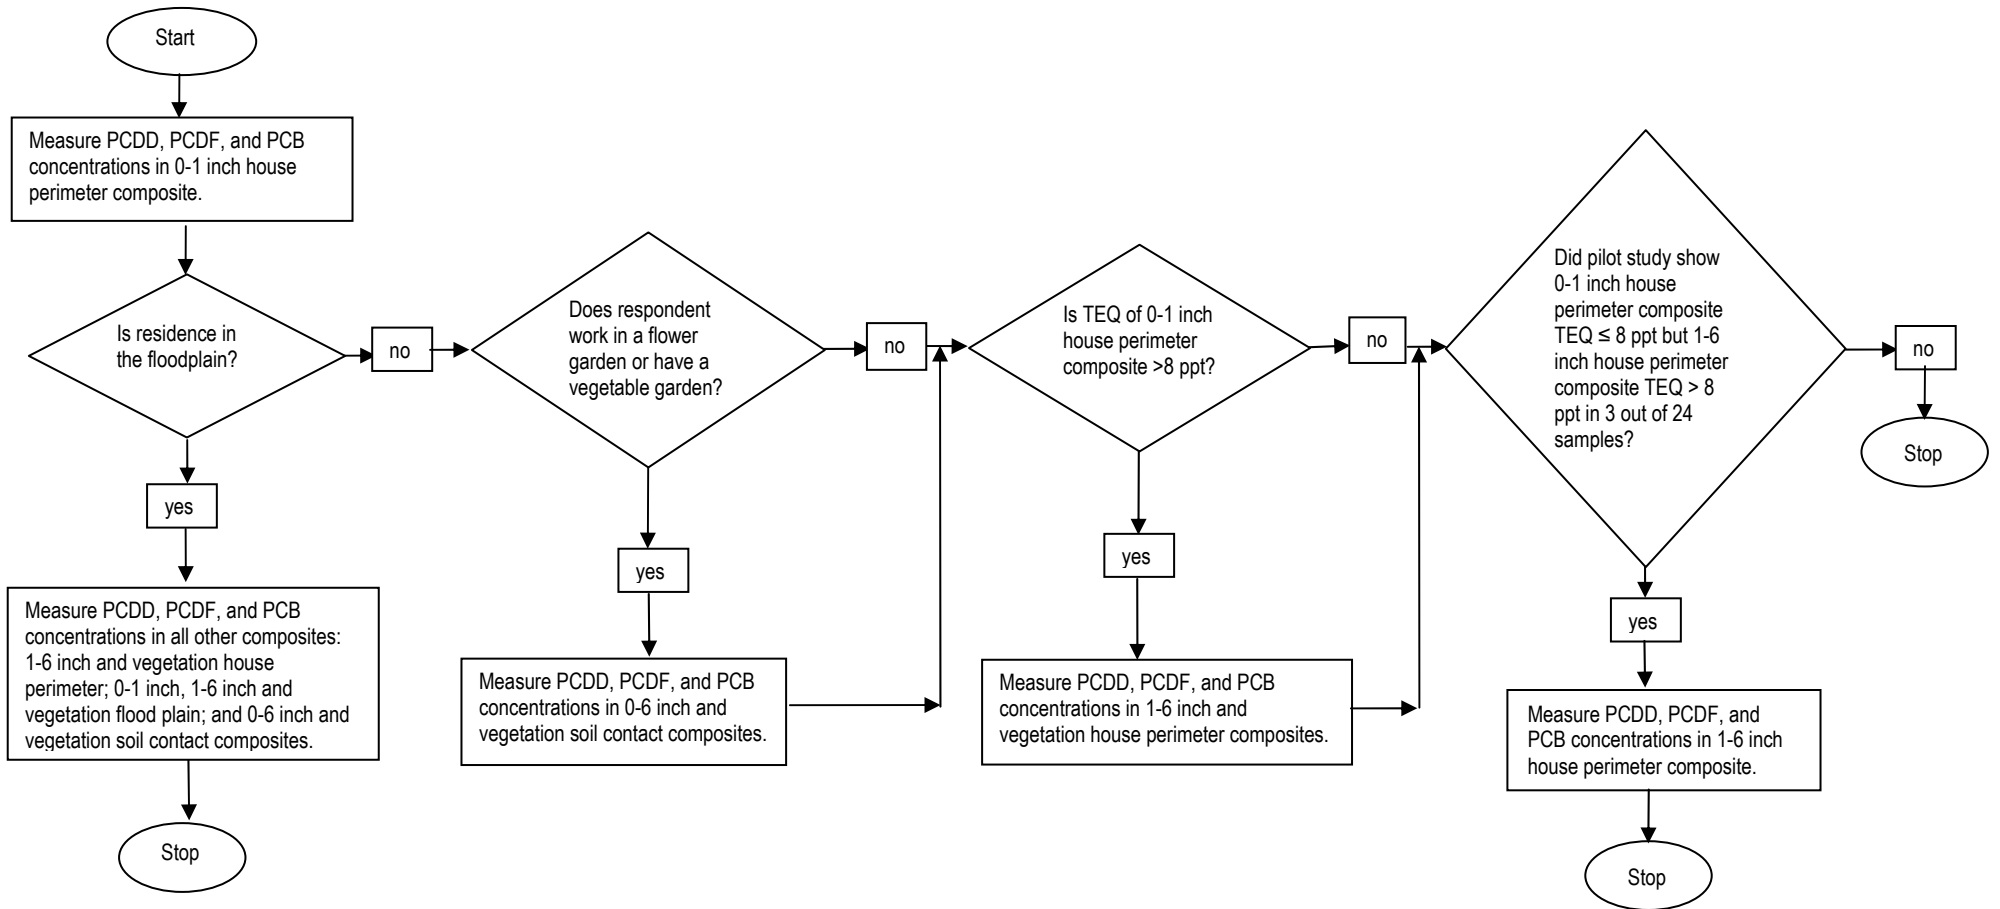 Start
Measure PCDD, PCDF, and PCB
concentrations in 0-1 inch house
perimeter composite.
Is residence in
the floodplain?
no
yes
Measure PCDD, PCDF, and PCB
concentrations in all other composites:
1-6 inch and vegetation house
perimeter; 0-1 inch, 1-6 inch and
vegetation flood plain; and 0-6 inch and
vegetation soil contact composites.
Stop
Does respondent
work in a flower
garden or have a
vegetable garden?
no
yes
Measure PCDD, PCDF, and PCB
concentrations in 0-6 inch and
vegetation soil contact composites.
Is TEQ of 0-1 inch
house perimeter
composite >8 ppt?
no
yes
Measure PCDD, PCDF, and PCB
concentrations in 1-6 inch and
vegetation house perimeter composites.
Did pilot study show
0-1 inch house
perimeter composite
TEQ ≤ 8 ppt but 1-6
inch house perimeter
composite TEQ > 8
ppt in 3 out of 24
samples?
no
Stop
yes
Measure PCDD, PCDF, and
PCB concentrations in 1-6 inch
house perimeter composite.
Stop